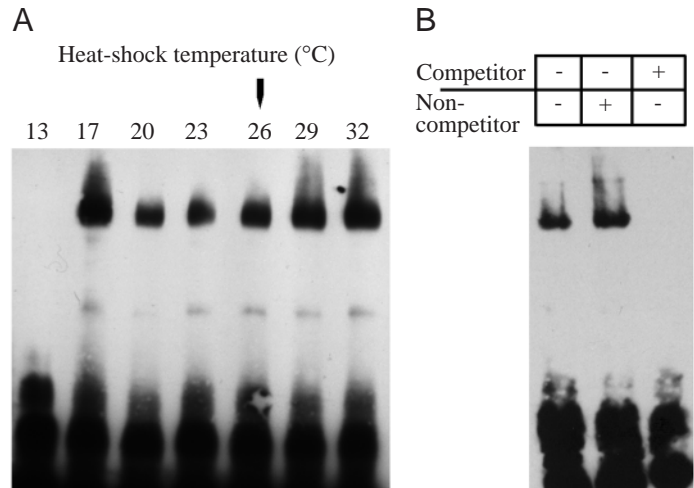 A
Heat-shock temperature (°C)
13 17 20 23 26 29 32
B
Competitor - - +
Non-
competitor - + -